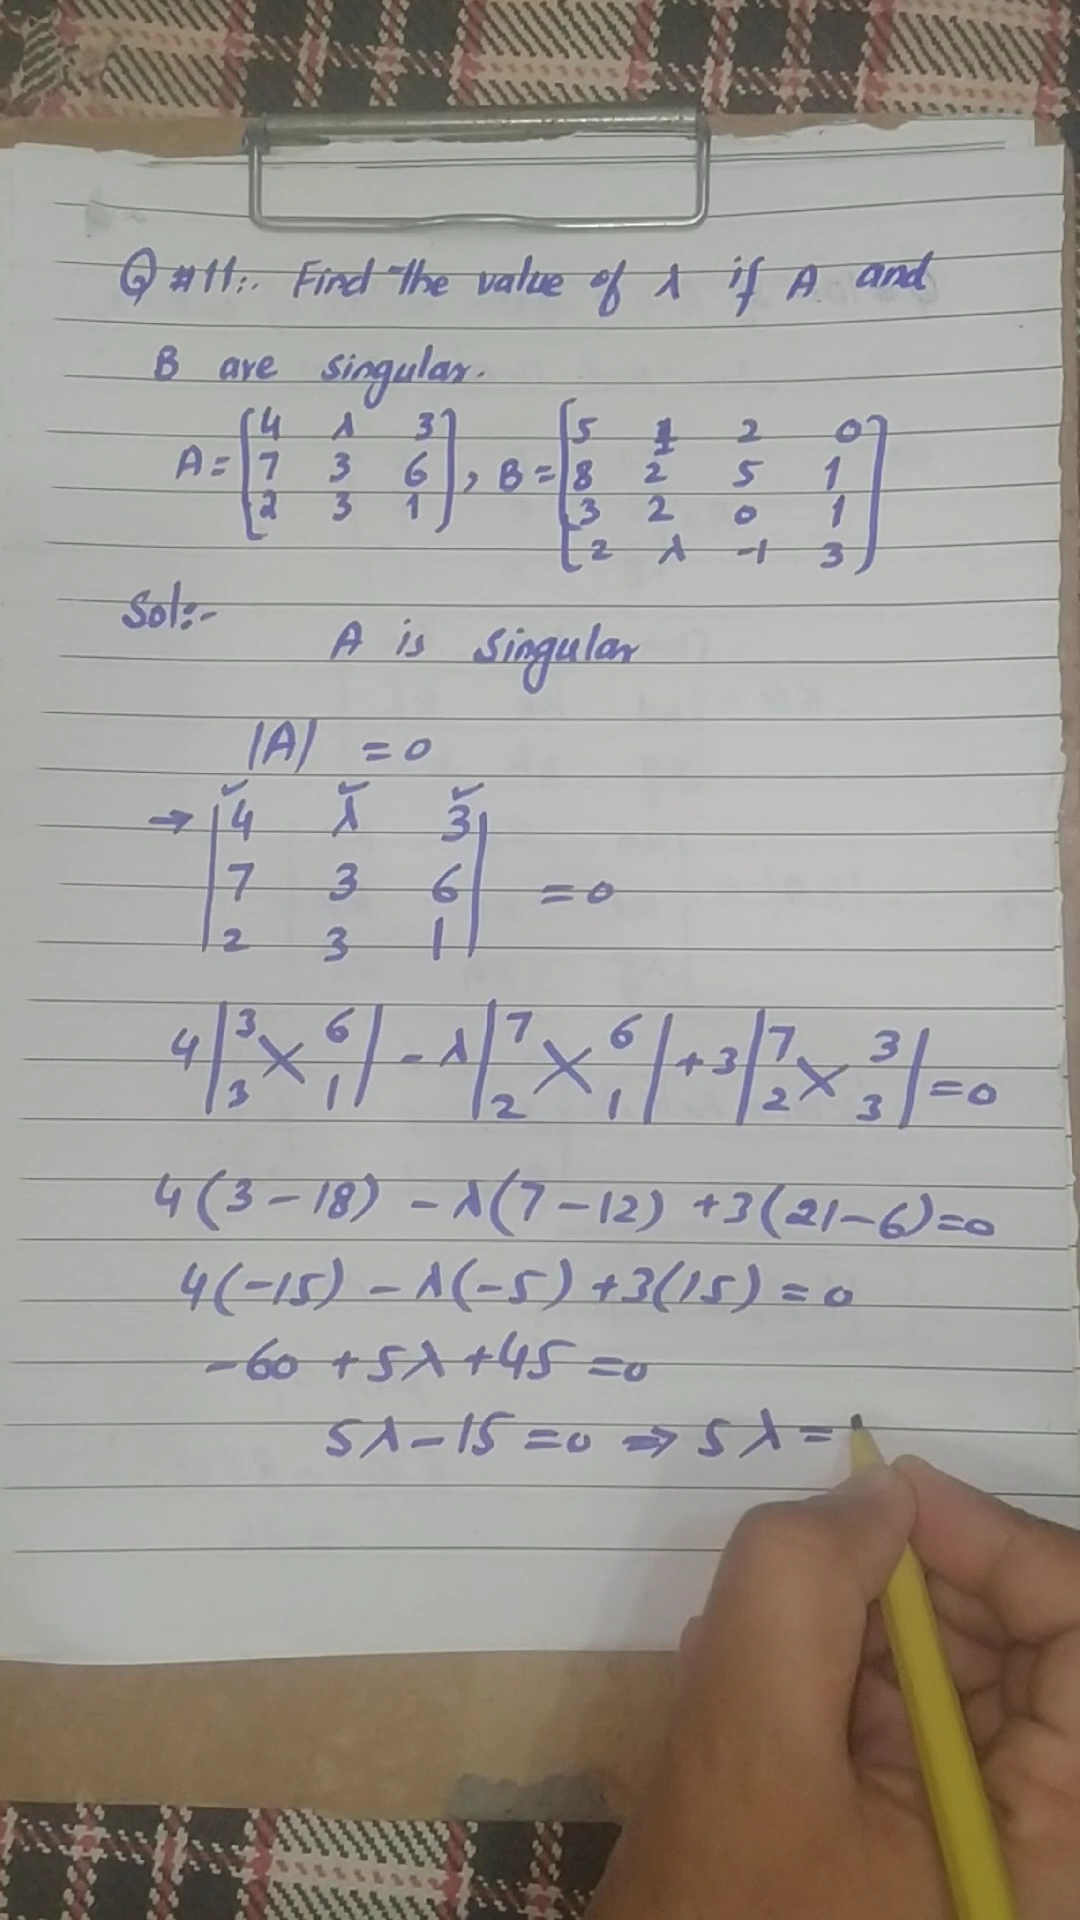 Q#11:. Find the value of λ if A and
B are singular.
A = [4 λ 3
7 3 6
2 3 1] , B = [5 1 2 0
8 2 5 1
3 2 0 1
2 λ -1 3]
Sol:-
A is singular
|A| = 0
⇒ |4 λ 3
7 3 6
2 3 1| = 0
4|3 6
3 1| - λ|7 6
2 1| + 3|7 3
2 3| = 0
4(3-18) - λ(7-12) + 3(21-6) = 0
4(-15) - λ(-5) + 3(15) = 0
-60 + 5λ + 45 = 0
5λ - 15 = 0 ⇒ 5λ =